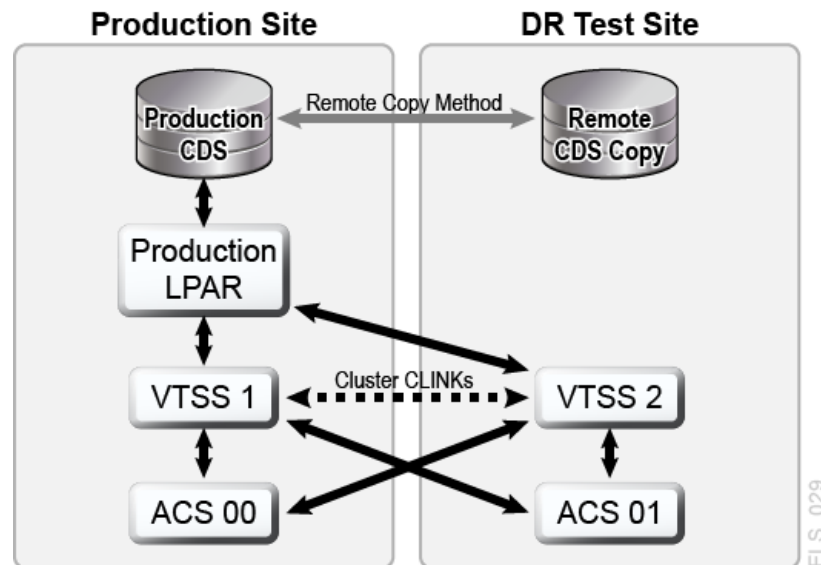 Production Site
DR Test Site
Production
CDS
Remote Copy Method
Remote
CDS Copy
Production
LPAR
VTSS 1
Cluster CLINKs
VTSS 2
ACS 00
ACS 01
ELS_029